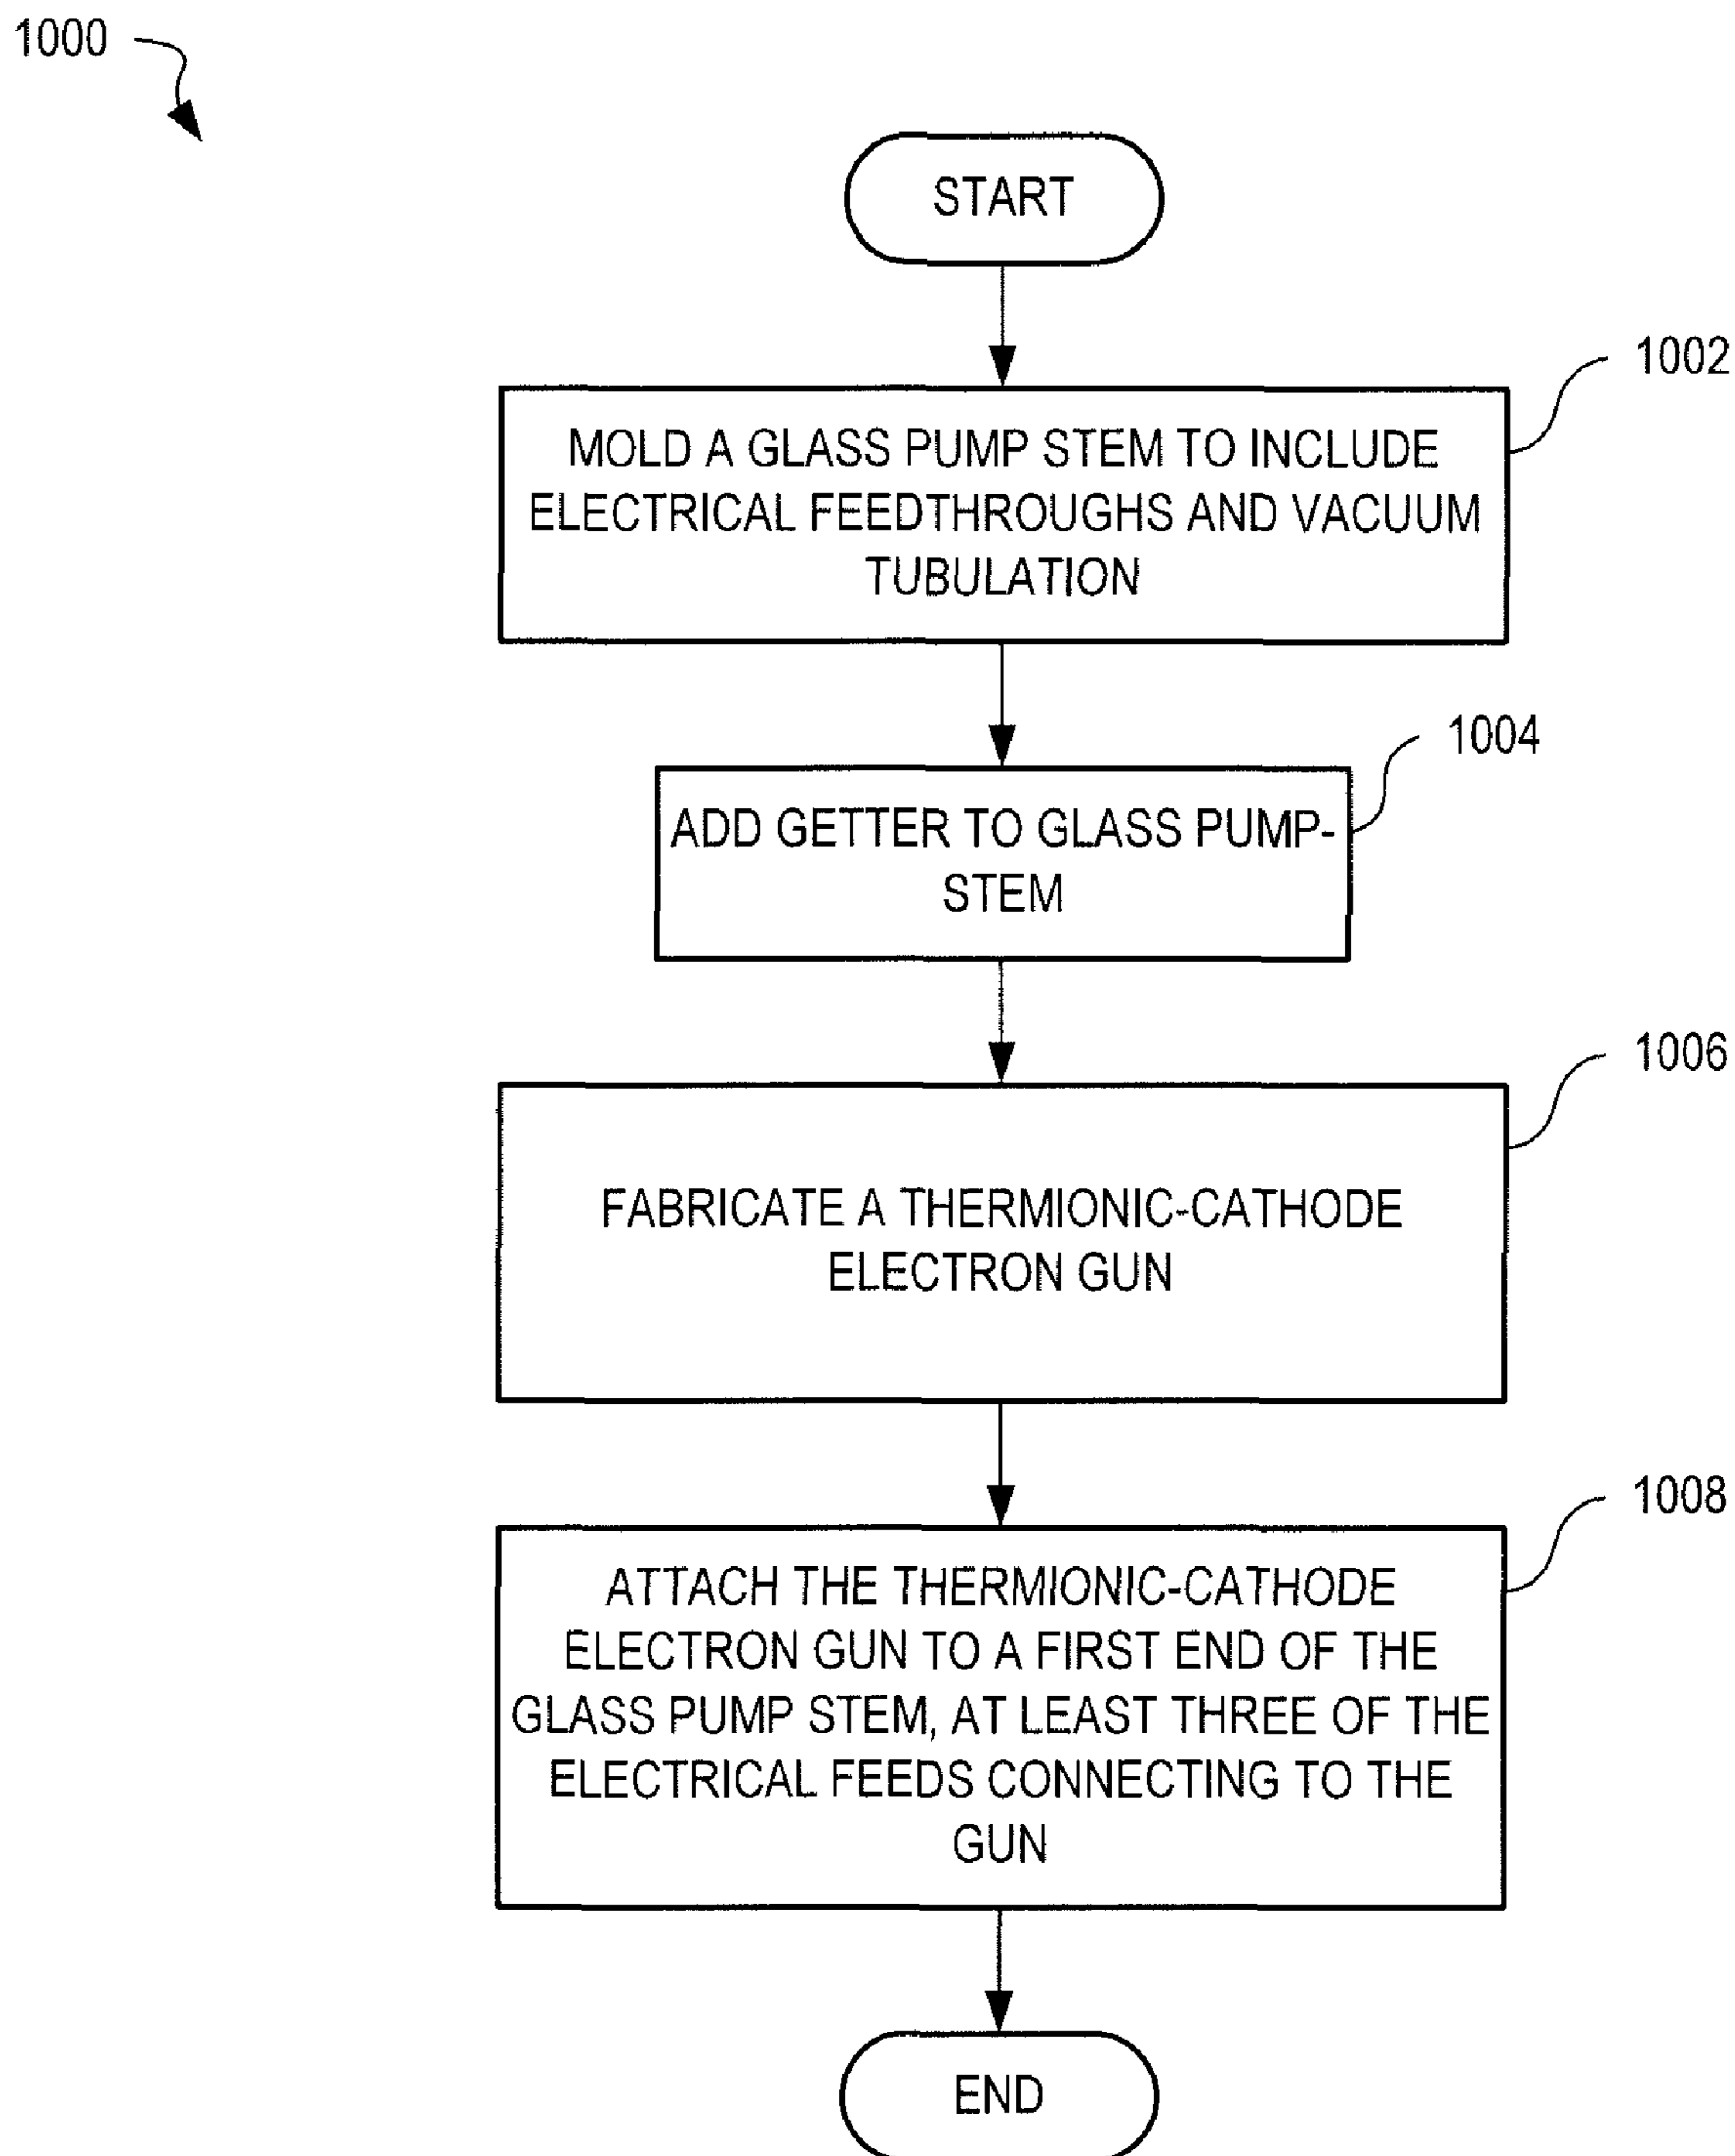 1000
START
1002
MOLD A GLASS PUMP STEM TO INCLUDE
ELECTRICAL FEEDTHROUGHS AND VACUUM
TUBULATION
1004
ADD GETTER TO GLASS PUMP-
STEM
1006
FABRICATE A THERMIONIC-CATHODE
ELECTRON GUN
1008
ATTACH THE THERMIONIC-CATHODE
ELECTRON GUN TO A FIRST END OF THE
GLASS PUMP STEM, AT LEAST THREE OF THE
ELECTRICAL FEEDS CONNECTING TO THE
GUN
END